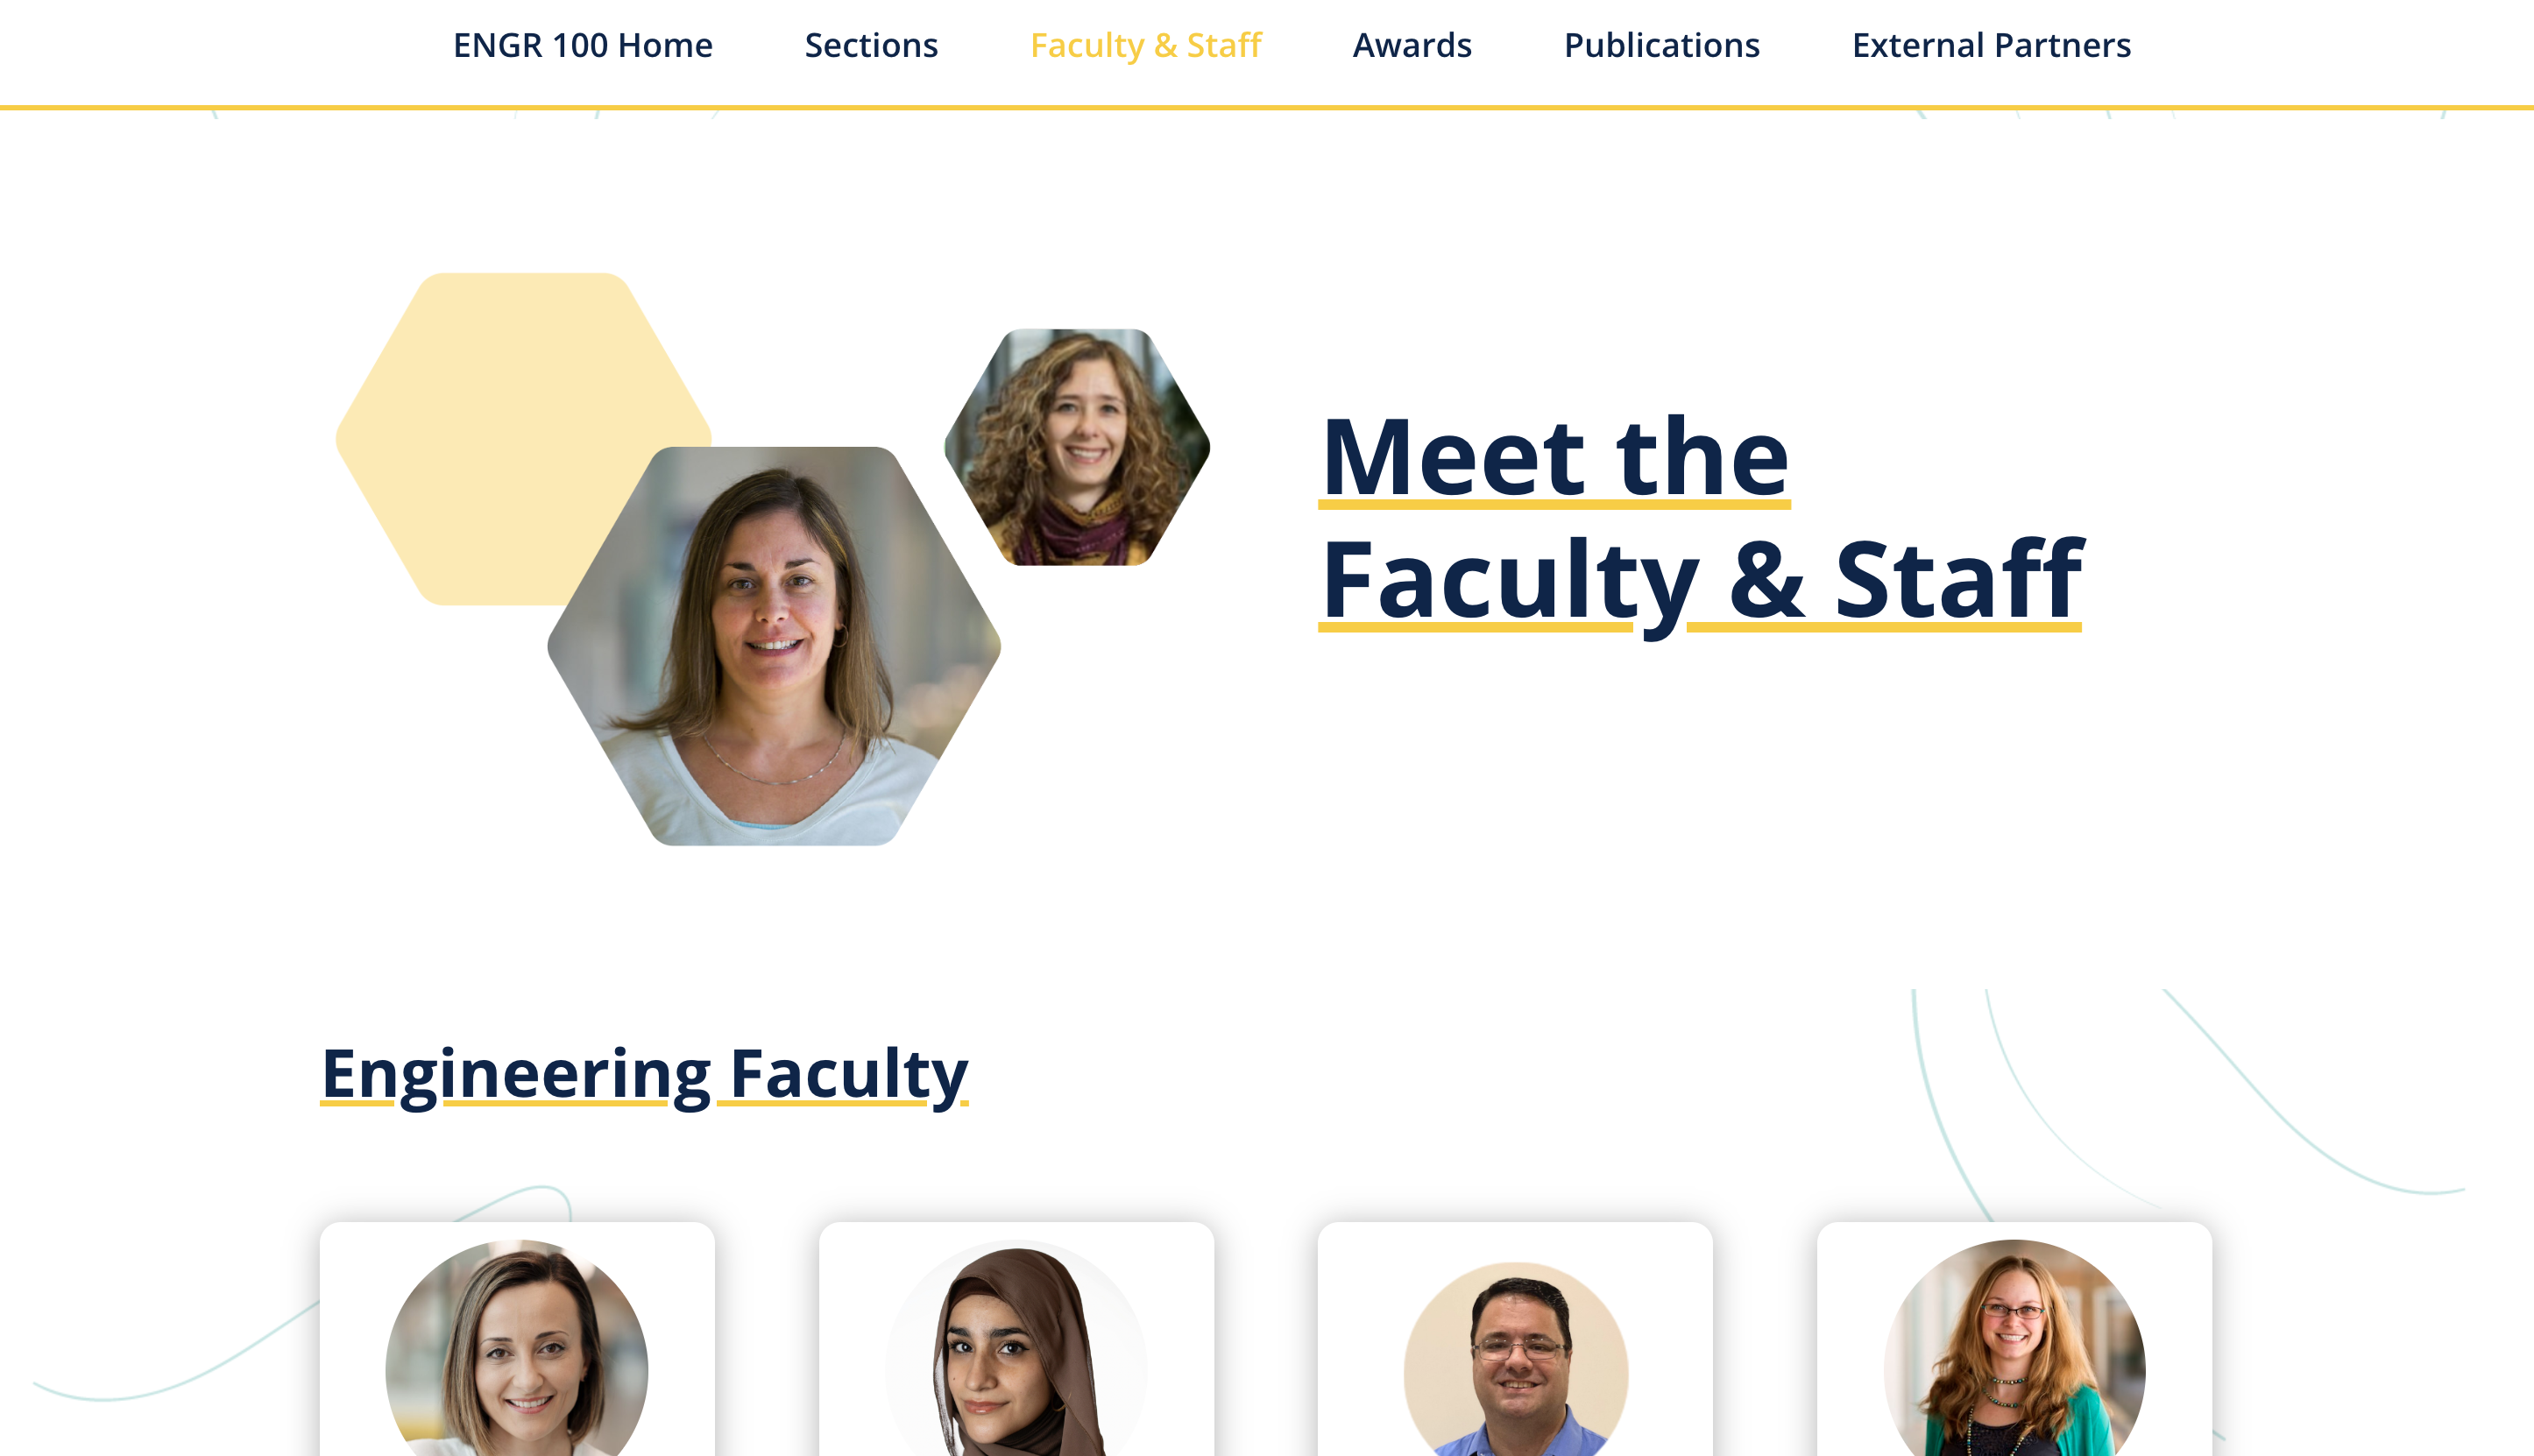 ENGR 100 Home Sections Faculty & Staff Awards Publications External Partners
Meet the
Faculty & Staff
Engineering Faculty